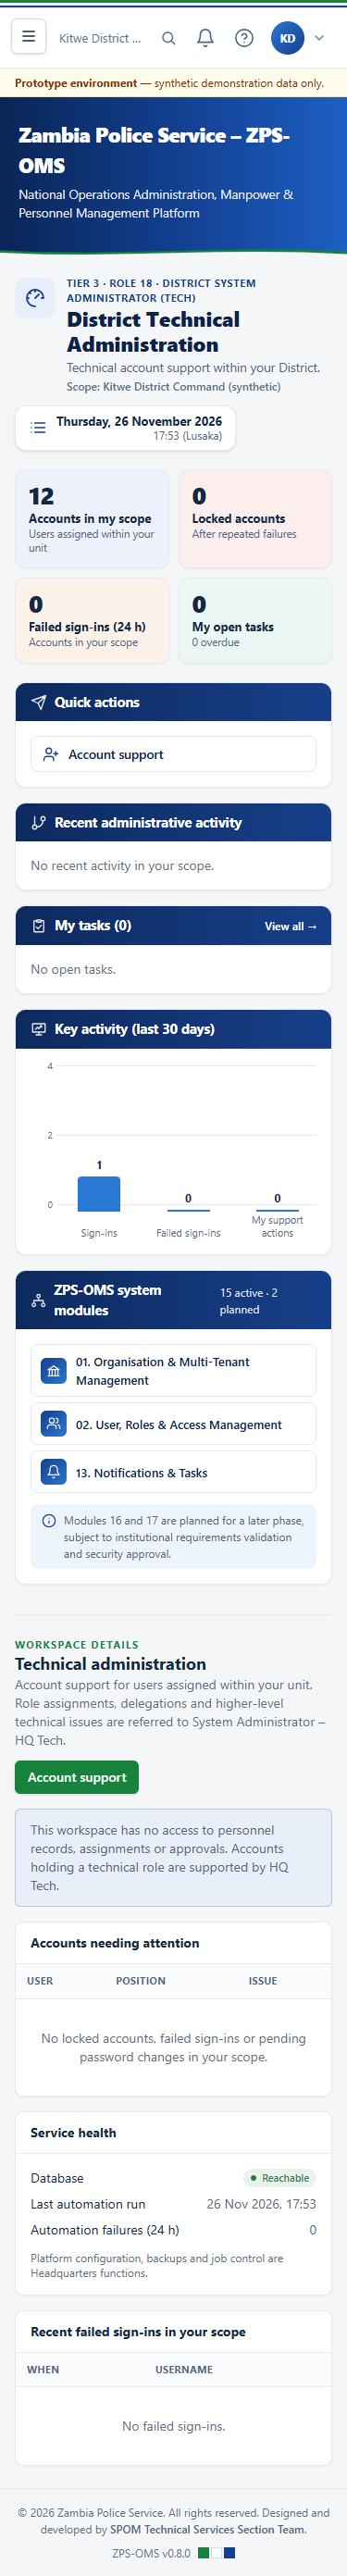 Kitwe District ...
KD
Prototype environment — synthetic demonstration data only.
Zambia Police Service – ZPS-
OMS
National Operations Administration, Manpower &
Personnel Management Platform
TIER 3 · ROLE 18 · DISTRICT SYSTEM
ADMINISTRATOR (TECH)
District Technical
Administration
Technical account support within your District.
Scope: Kitwe District Command (synthetic)
Thursday, 26 November 2026
17:53 (Lusaka)
12
Accounts in my scope
Users assigned within your
unit
0
Locked accounts
After repeated failures
0
Failed sign-ins (24 h)
Accounts in your scope
0
My open tasks
0 overdue
Quick actions
Account support
Recent administrative activity
No recent activity in your scope.
My tasks (0)
View all →
No open tasks.
Key activity (last 30 days)
4
2
0
1
0
0
Sign-ins
Failed sign-ins
My support
actions
ZPS-OMS system
modules
15 active · 2
planned
01. Organisation & Multi-Tenant
Management
02. User, Roles & Access Management
13. Notifications & Tasks
Modules 16 and 17 are planned for a later phase,
subject to institutional requirements validation
and security approval.
WORKSPACE DETAILS
Technical administration
Account support for users assigned within your unit.
Role assignments, delegations and higher-level
technical issues are referred to System Administrator –
HQ Tech.
Account support
This workspace has no access to personnel
records, assignments or approvals. Accounts
holding a technical role are supported by HQ
Tech.
Accounts needing attention
USER POSITION ISSUE
No locked accounts, failed sign-ins or pending
password changes in your scope.
Service health
Database Reachable
Last automation run 26 Nov 2026, 17:53
Automation failures (24 h) 0
Platform configuration, backups and job control are
Headquarters functions.
Recent failed sign-ins in your scope
WHEN USERNAME
No failed sign-ins.
© 2026 Zambia Police Service. All rights reserved. Designed and
developed by SPOM Technical Services Section Team.
ZPS-OMS v0.8.0